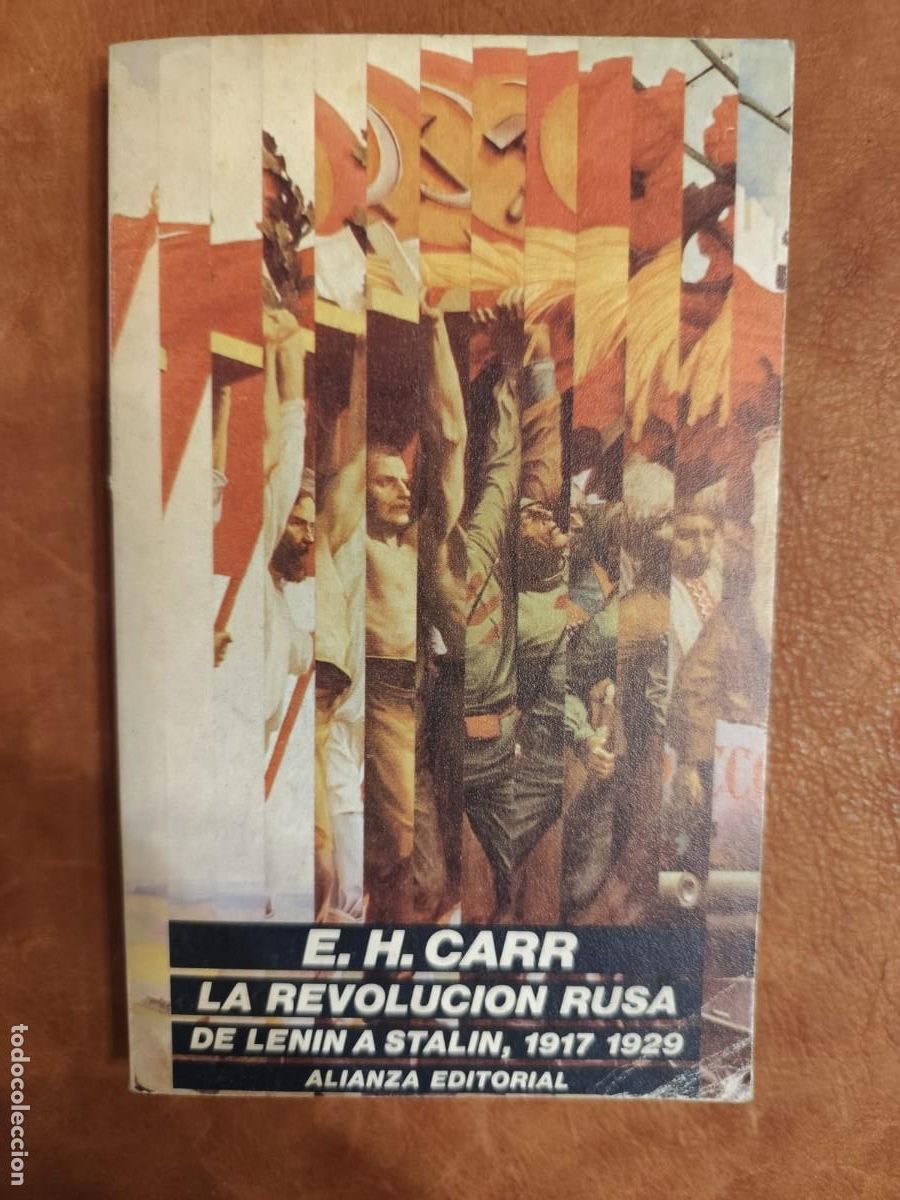 E. H. CARR
LA REVOLUCION RUSA
DE LENIN A STALIN, 1917 1929
ALIANZA EDITORIAL
todocoleccion